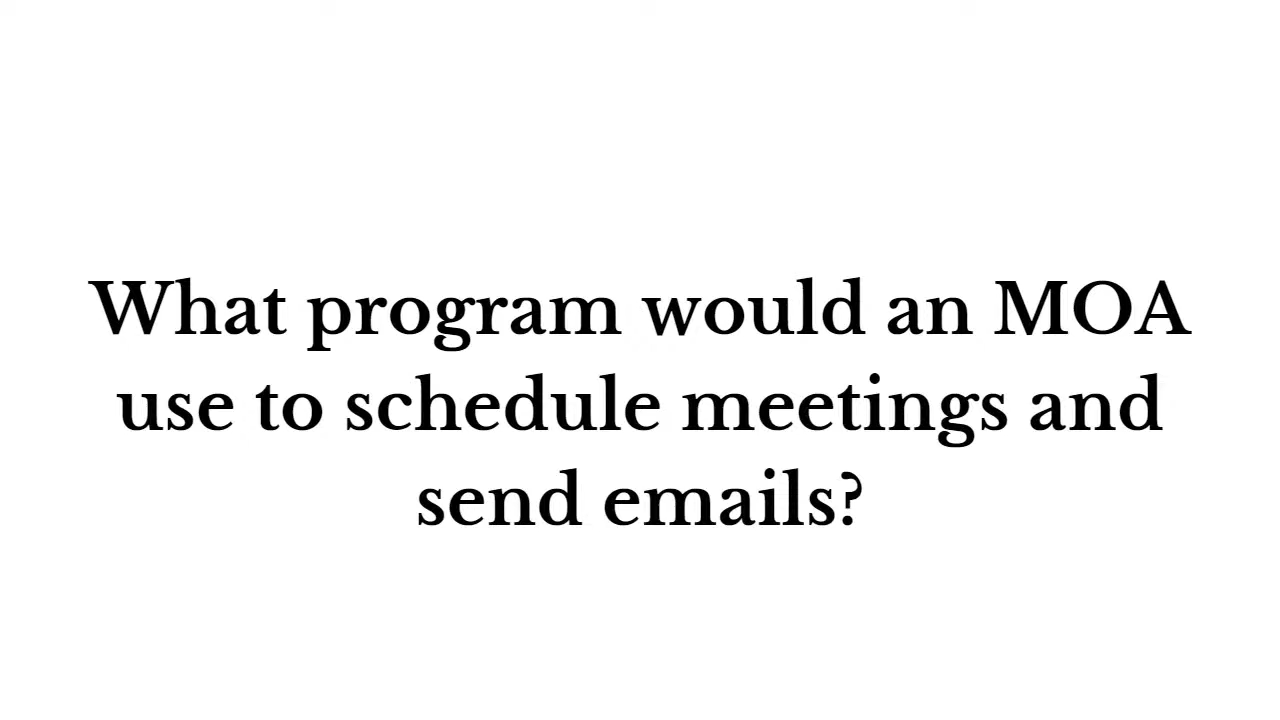 What program would an MOA
use to schedule meetings and
send emails?